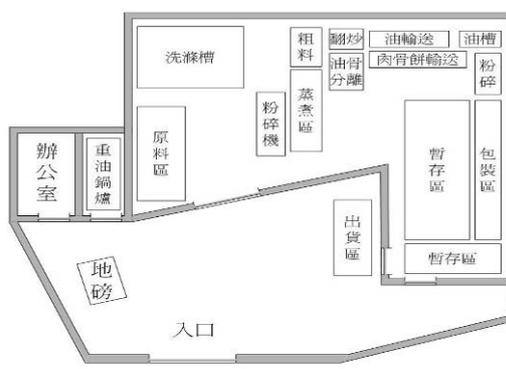 洗滌槽
粗料
翻炒
油輸送
油槽
油骨分離
肉骨餅輸送
粉碎
蒸煮區
粉碎機
原料區
暫存區
包裝區
辦公室
重油鍋爐
出貨區
暫存區
地磅
入口